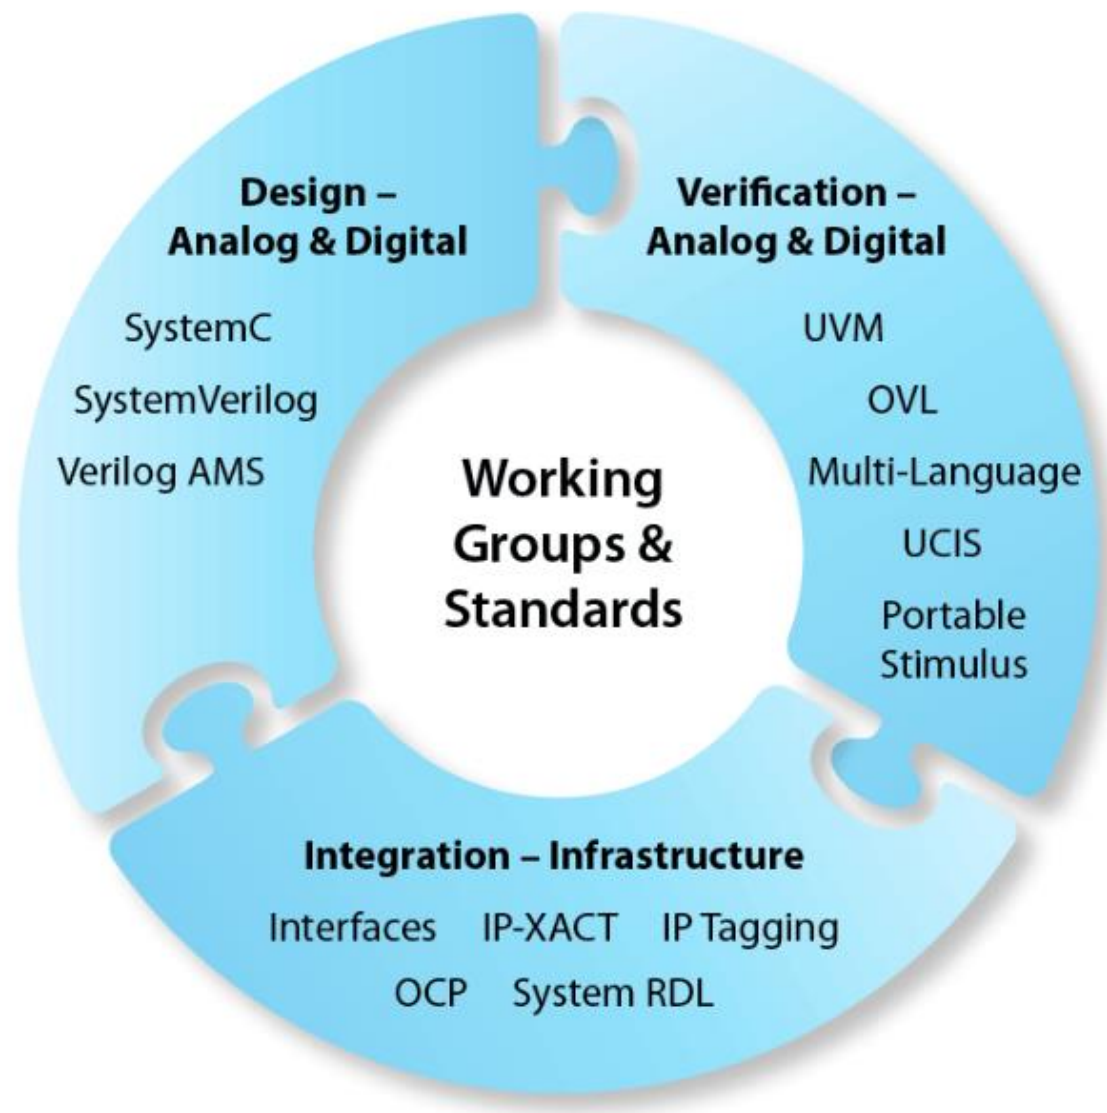 Design –
Analog & Digital
SystemC
SystemVerilog
Verilog AMS
Verification –
Analog & Digital
UVM
OVL
Multi-Language
UCIS
Portable
Stimulus
Working
Groups &
Standards
Integration – Infrastructure
Interfaces IP-XACT IP Tagging
OCP System RDL